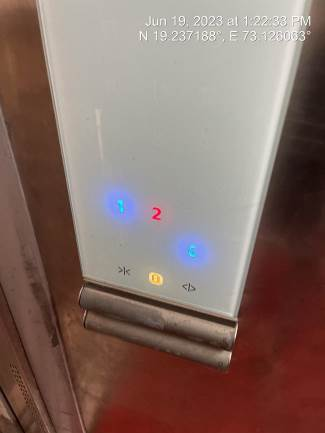 Jun 19, 2023 at 1:22:33 PM
N 19.237188°, E 73.126063°
1 2
>|< <|>